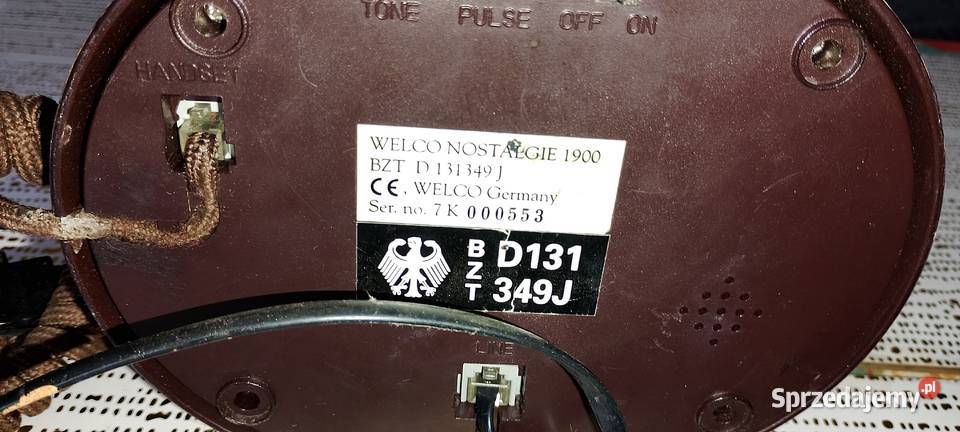 TONE PULSE OFF ON
HANDSET
WELCO NOSTALGIE 1900
BZT D 131349 J
CE, WELCO Germany
Ser. no. 7 K 000553
BZT D131
349J
LINE
Sprzedajemy.pl